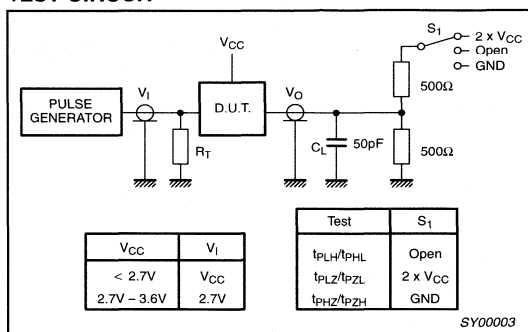 TEST CIRCUIT
S1
2 x VCC
Open
GND
VCC
500Ω
VI
VO
PULSE
GENERATOR
D.U.T.
RT
CL
50pF
500Ω
VCC VI
< 2.7V VCC
2.7V – 3.6V 2.7V
Test S1
tPLH/tPHL Open
tPLZ/tPZL 2 x VCC
tPHZ/tPZH GND
SY00003